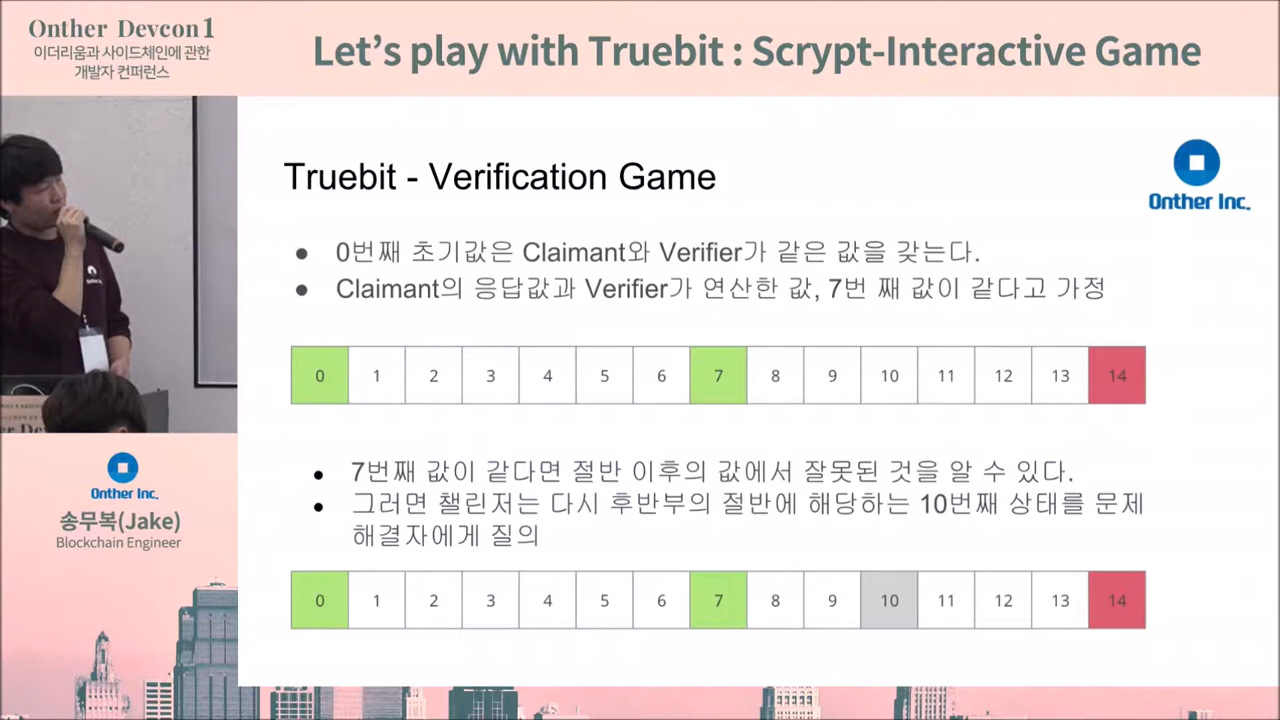 Onther Devcon1
이더리움과 사이드체인에 관한
개발자 컨퍼런스
Let's play with Truebit : Scrypt-Interactive Game
Truebit - Verification Game
Onther Inc.
● 0번째 초기값은 Claimant와 Verifier가 같은 값을 갖는다.
● Claimant의 응답값과 Verifier가 연산한 값, 7번 째 값이 같다고 가정
0 1 2 3 4 5 6 7 8 9 10 11 12 13 14
● 7번째 값이 같다면 절반 이후의 값에서 잘못된 것을 알 수 있다.
● 그러면 챌린저는 다시 후반부의 절반에 해당하는 10번째 상태를 문제
해결자에게 질의
0 1 2 3 4 5 6 7 8 9 10 11 12 13 14
Onther Inc.
송무복(Jake)
Blockchain Engineer